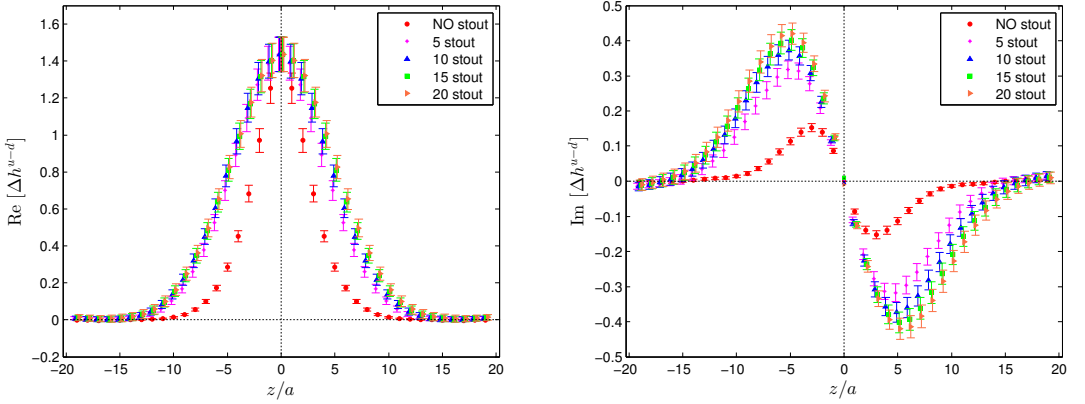 1.6
1.4
1.2
1
0.8
0.6
0.4
0.2
0
−0.2
Re [Δh^{u−d}]
−20 −15 −10 −5 0 5 10 15 20
z/a
NO stout
5 stout
10 stout
15 stout
20 stout
0.5
0.4
0.3
0.2
0.1
0
−0.1
−0.2
−0.3
−0.4
−0.5
Im [Δh^{u−d}]
−20 −15 −10 −5 0 5 10 15 20
z/a
NO stout
5 stout
10 stout
15 stout
20 stout